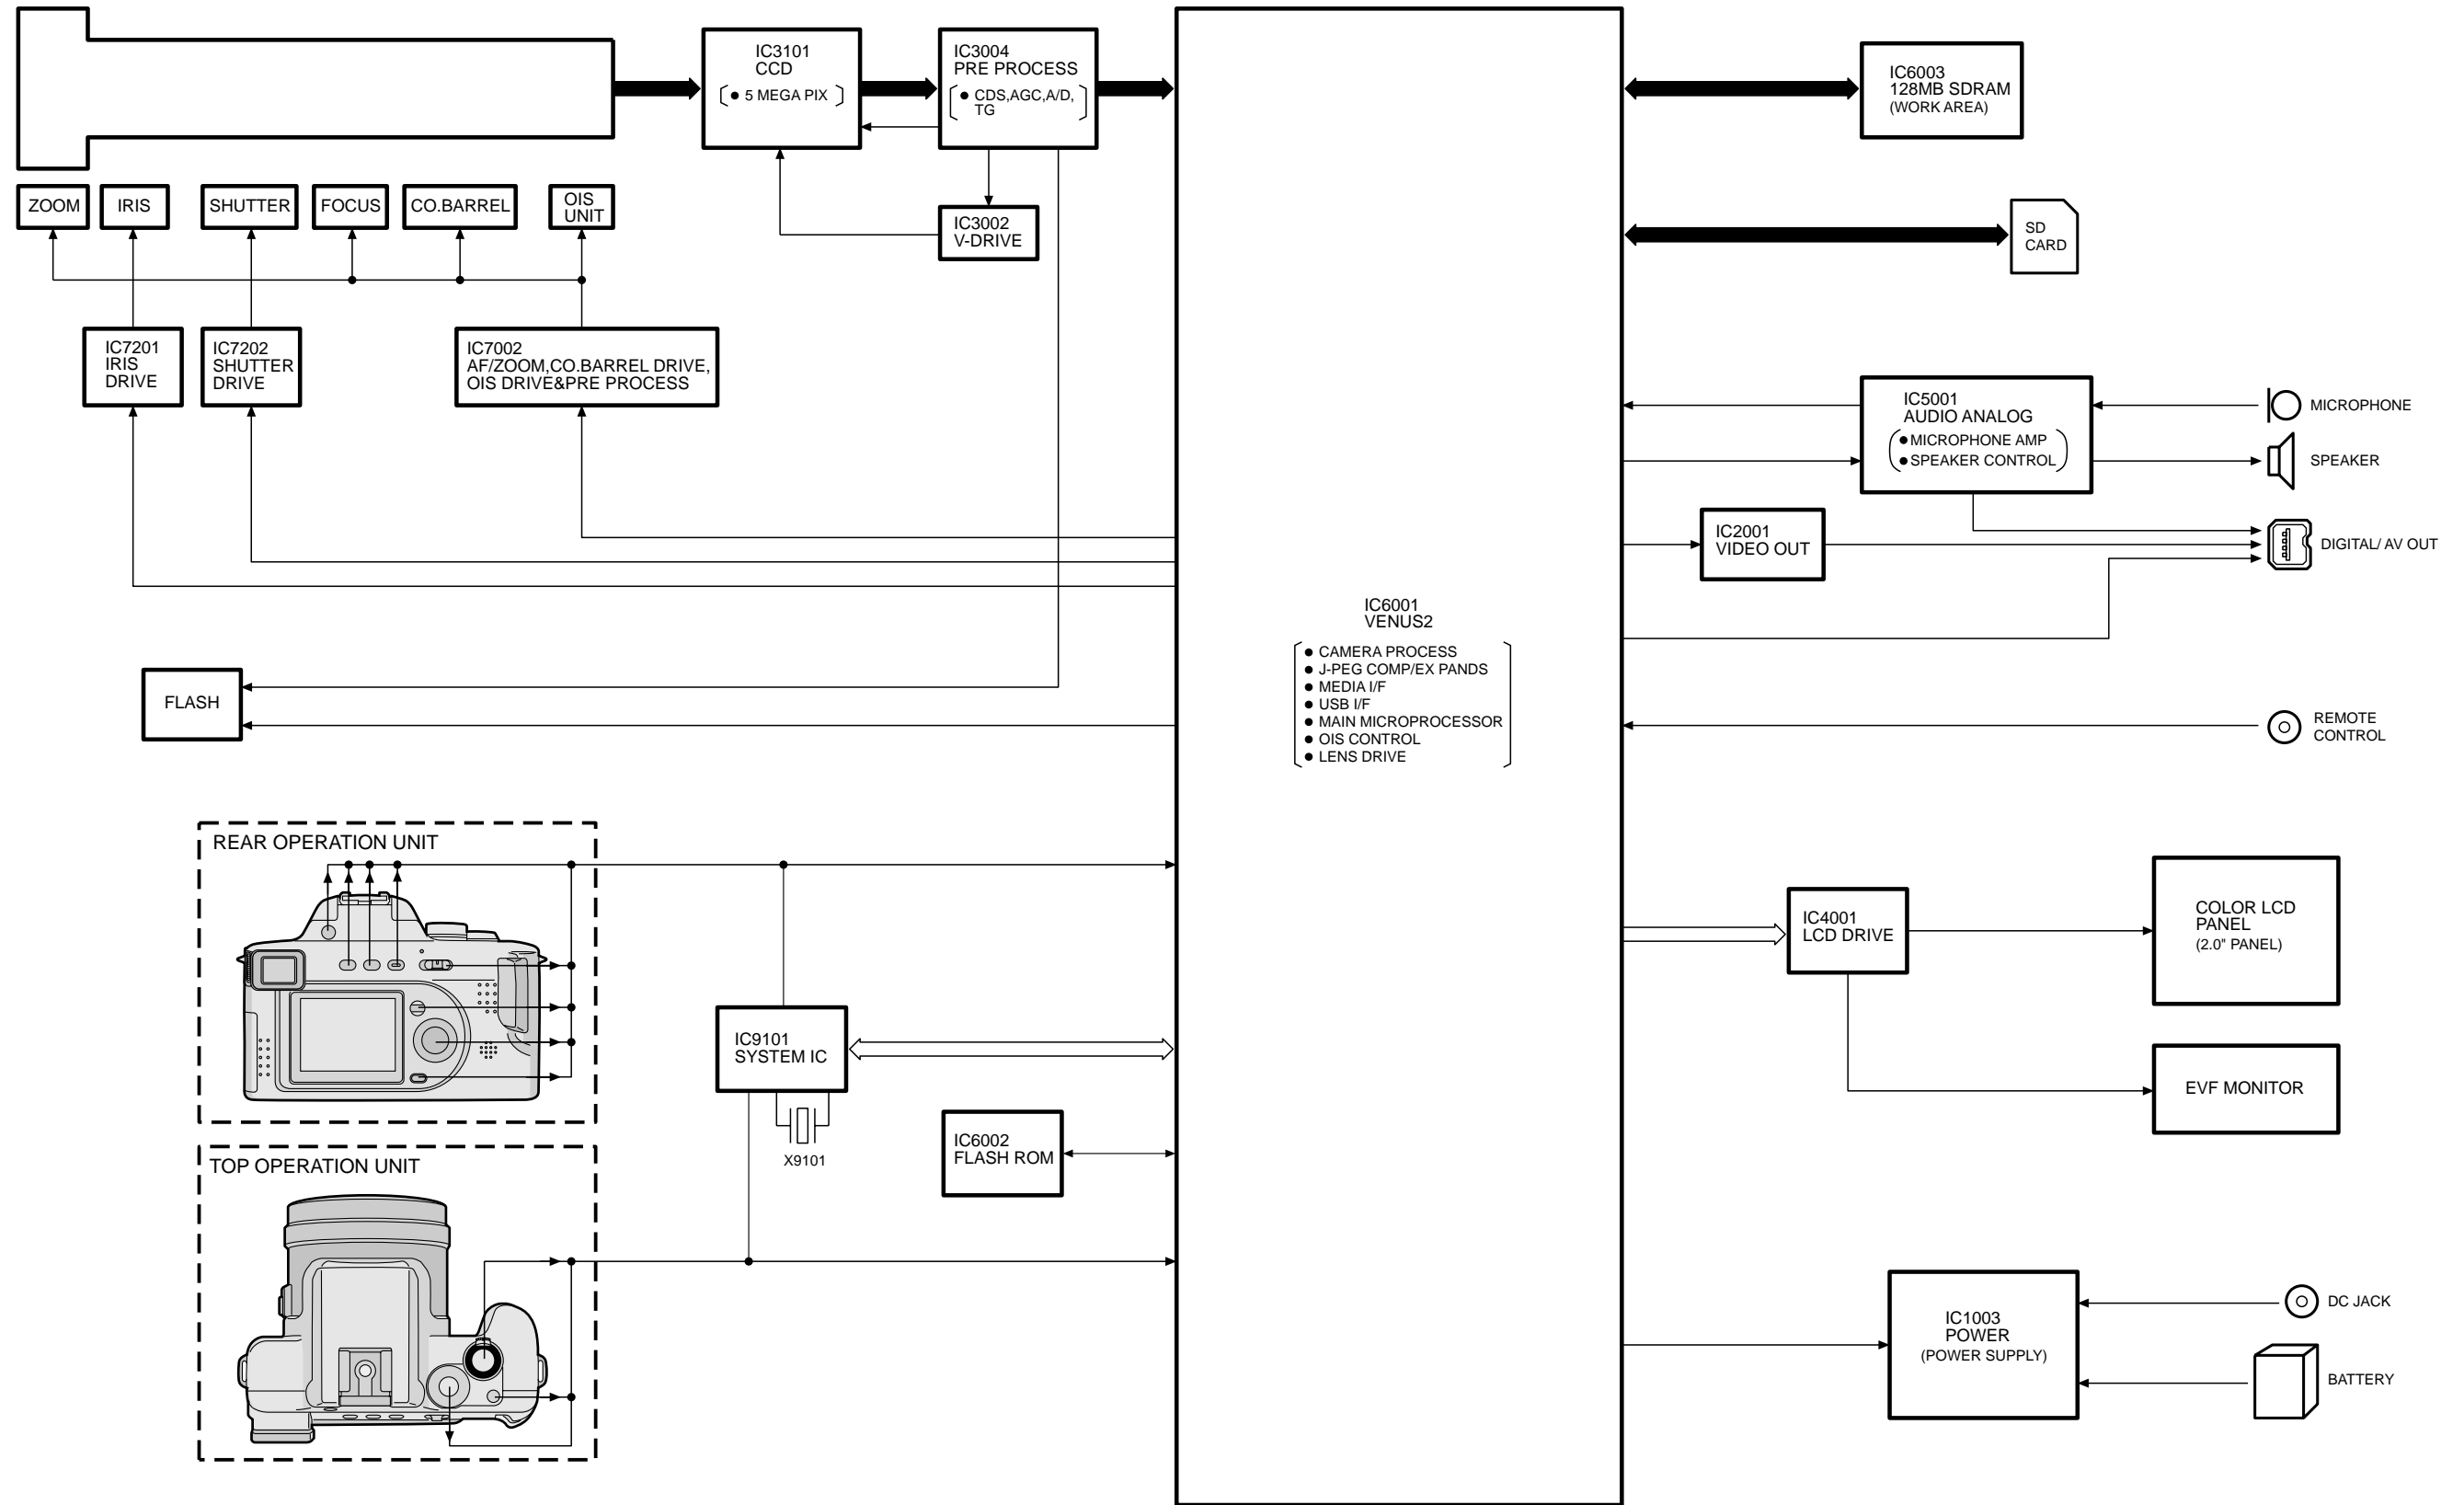 IC3101
CCD
● 5 MEGA PIX
IC3004
PRE PROCESS
● CDS,AGC,A/D,
TG
IC6003
128MB SDRAM
(WORK AREA)
ZOOM
IRIS
SHUTTER
FOCUS
CO.BARREL
OIS
UNIT
IC3002
V-DRIVE
SD
CARD
IC7201
IRIS
DRIVE
IC7202
SHUTTER
DRIVE
IC7002
AF/ZOOM,CO.BARREL DRIVE,
OIS DRIVE&PRE PROCESS
IC5001
AUDIO ANALOG
● MICROPHONE AMP
● SPEAKER CONTROL
MICROPHONE
SPEAKER
IC2001
VIDEO OUT
DIGITAL/ AV OUT
IC6001
VENUS2
● CAMERA PROCESS
● J-PEG COMP/EX PANDS
● MEDIA I/F
● USB I/F
● MAIN MICROPROCESSOR
● OIS CONTROL
● LENS DRIVE
FLASH
REMOTE
CONTROL
REAR OPERATION UNIT
IC4001
LCD DRIVE
COLOR LCD
PANEL
(2.0" PANEL)
IC9101
SYSTEM IC
X9101
EVF MONITOR
IC6002
FLASH ROM
TOP OPERATION UNIT
IC1003
POWER
(POWER SUPPLY)
DC JACK
BATTERY